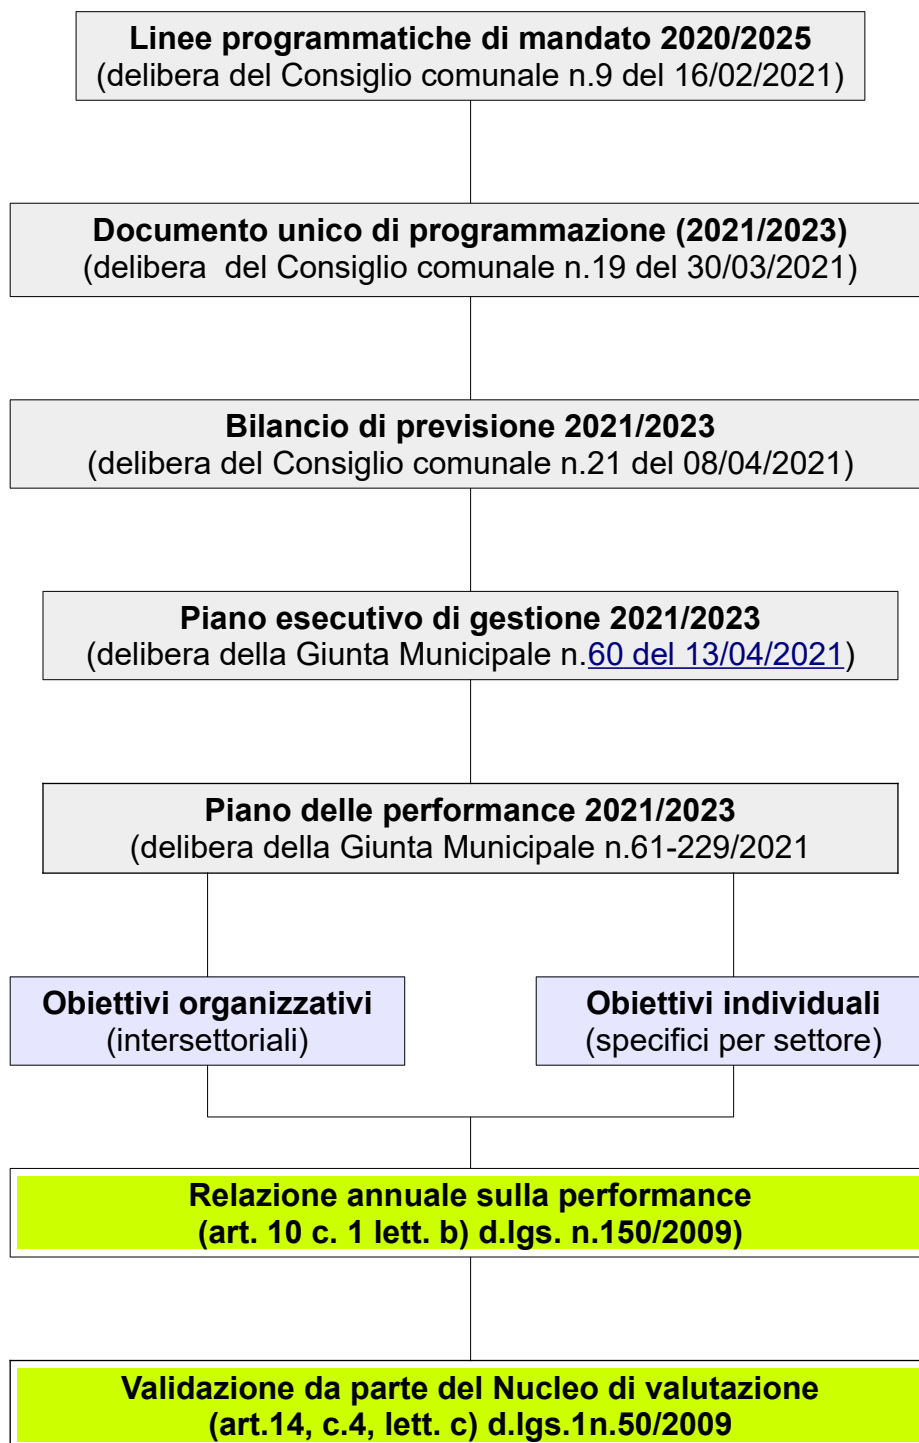 Linee programmatiche di mandato 2020/2025
(delibera del Consiglio comunale n.9 del 16/02/2021)
Documento unico di programmazione (2021/2023)
(delibera  del Consiglio comunale n.19 del 30/03/2021)
Bilancio di previsione 2021/2023
(delibera del Consiglio comunale n.21 del 08/04/2021)
Piano esecutivo di gestione 2021/2023
(delibera della Giunta Municipale n.60 del 13/04/2021)
Piano delle performance 2021/2023
(delibera della Giunta Municipale n.61-229/2021
Obiettivi organizzativi
(intersettoriali)
Obiettivi individuali
(specifici per settore)
Relazione annuale sulla performance
(art. 10 c. 1 lett. b) d.lgs. n.150/2009)
Validazione da parte del Nucleo di valutazione
(art.14, c.4, lett. c) d.lgs.1n.50/2009